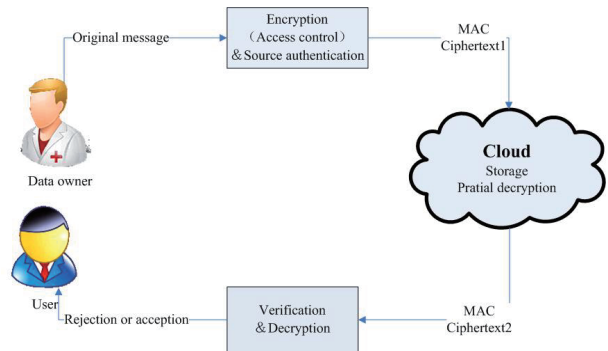 Original message
Encryption
（Access control）
＆Source authentication
MAC
Ciphertext1
Data owner
Cloud
Storage
Pratial decryption
User
Rejection or acception
Verification
＆Decryption
MAC
Ciphertext2